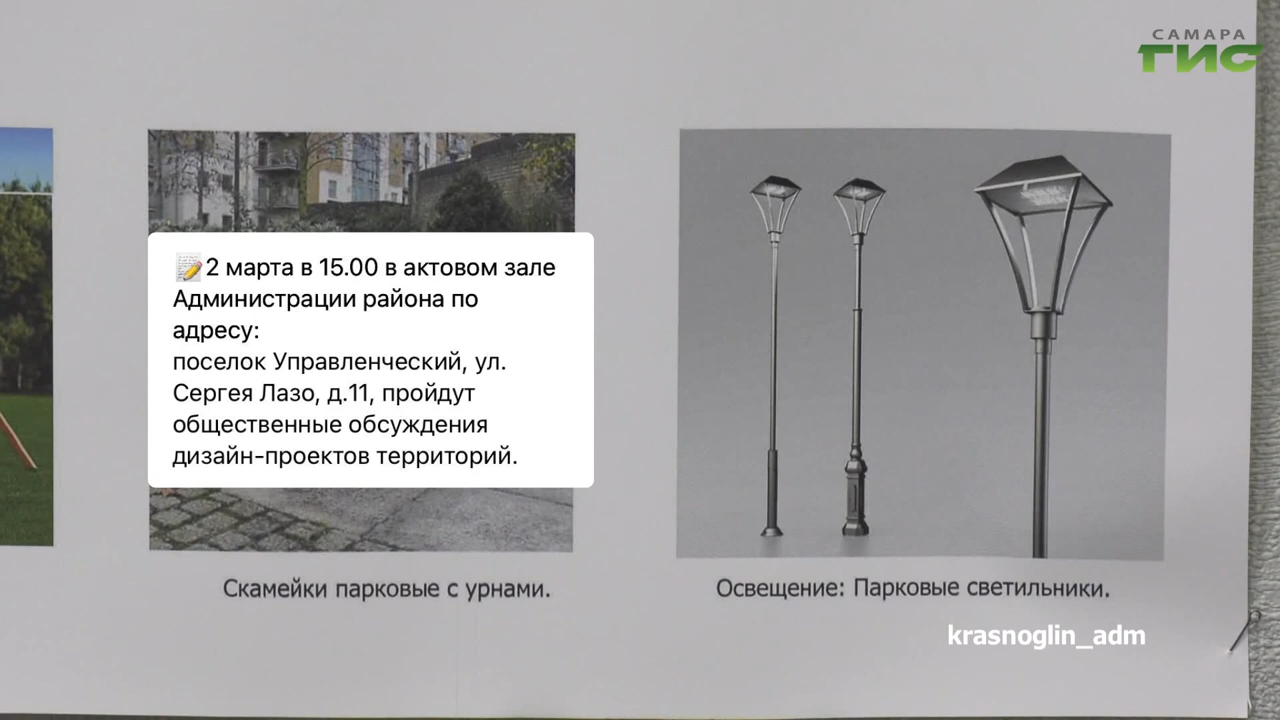 САМАРА
ГИС
📝2 марта в 15.00 в актовом зале
Администрации района по
адресу:
поселок Управленческий, ул.
Сергея Лазо, д.11, пройдут
общественные обсуждения
дизайн-проектов территорий.
Скамейки парковые с урнами.
Освещение: Парковые светильники.
krasnoglin_adm